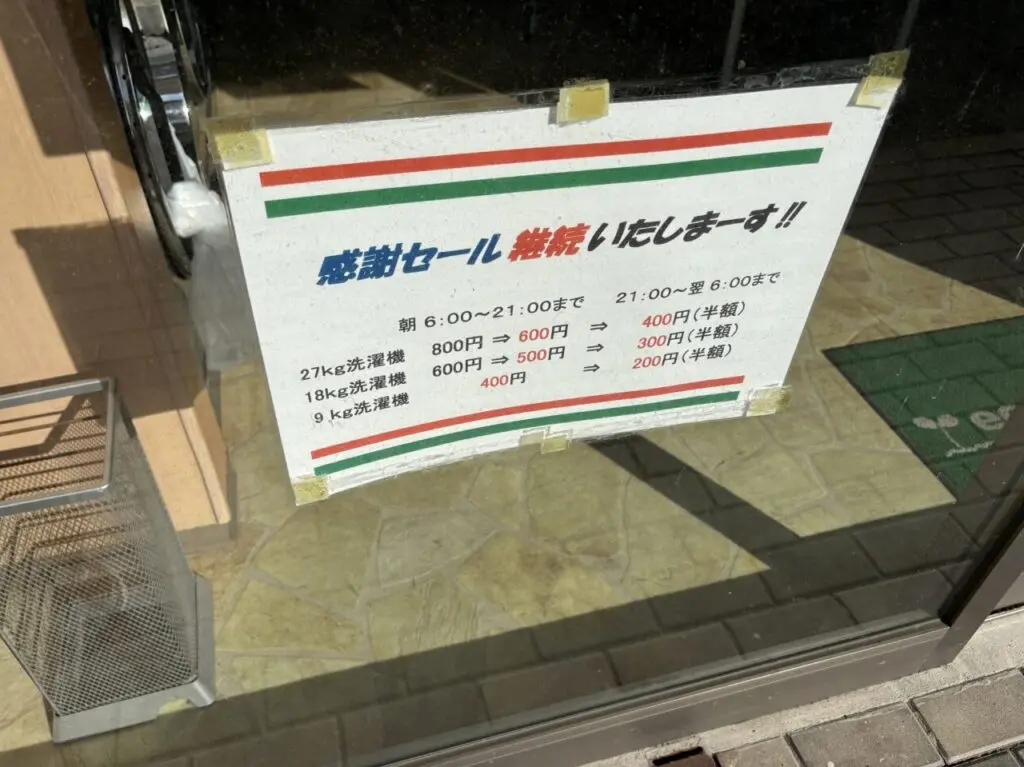 感謝セール継続いたしまーす!!
朝 6:00～21:00まで 21:00～翌 6:00まで
27kg洗濯機 800円 ⇒ 600円 ⇒ 400円(半額)
18kg洗濯機 600円 ⇒ 500円 ⇒ 300円(半額)
9kg洗濯機 400円 ⇒ 200円(半額)